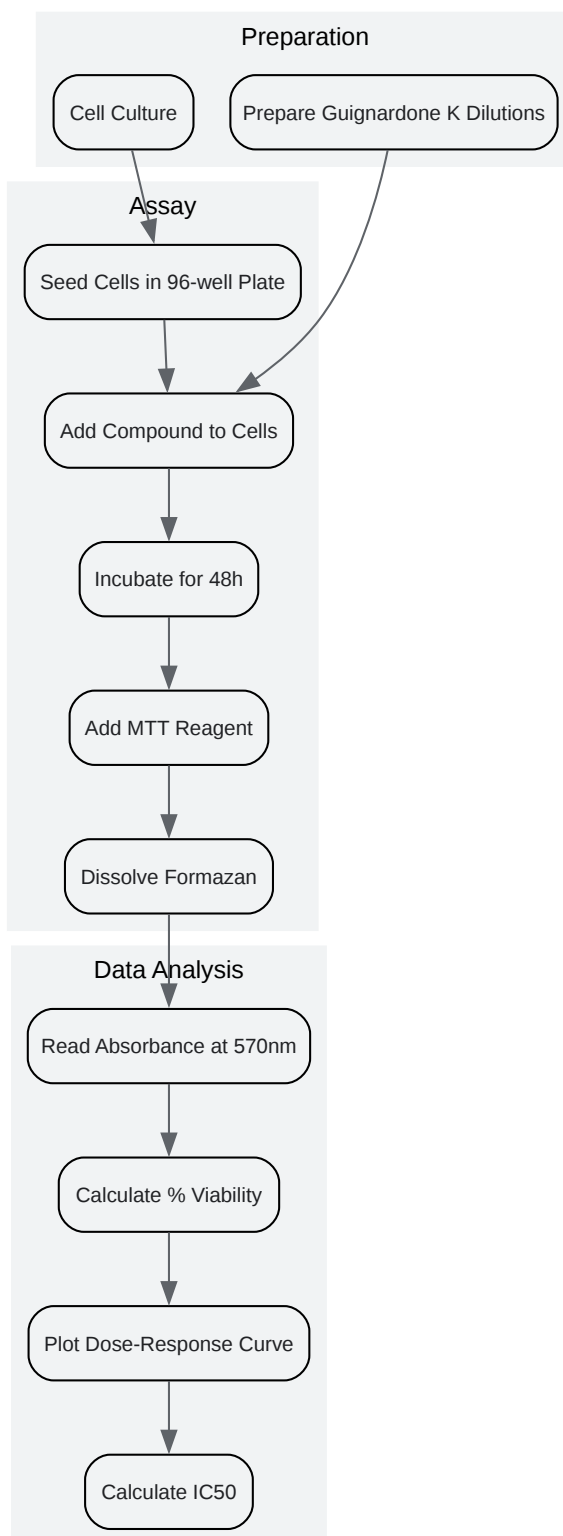 Preparation
Cell Culture
Prepare Guignardone K Dilutions
Assay
Seed Cells in 96-well Plate
Add Compound to Cells
Incubate for 48h
Add MTT Reagent
Dissolve Formazan
Data Analysis
Read Absorbance at 570nm
Calculate % Viability
Plot Dose-Response Curve
Calculate IC50